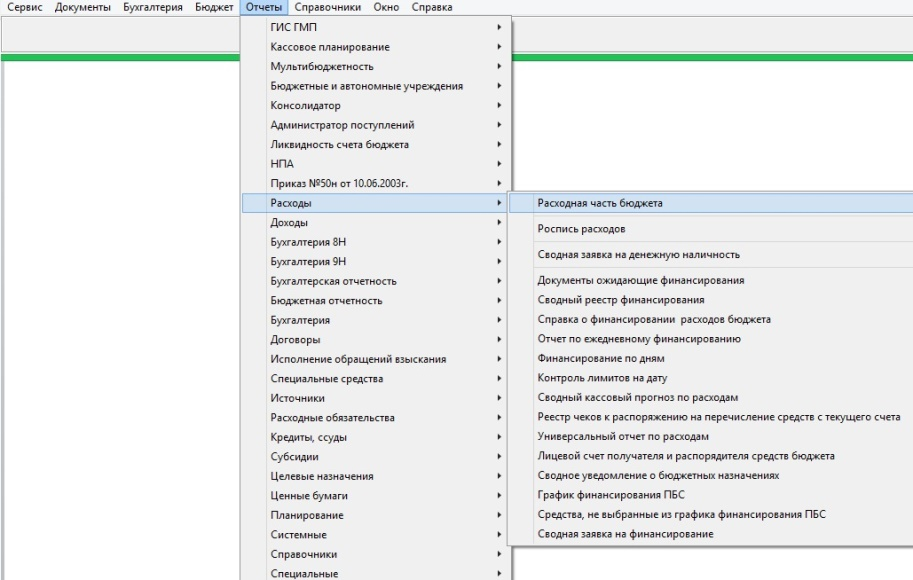 Сервис Документы Бухгалтерия Бюджет Отчеты Справочники Окно Справка
ГИС ГМП
Кассовое планирование
Мультибюджетность
Бюджетные и автономные учреждения
Консолидатор
Администратор поступлений
Ликвидность счета бюджета
НПА
Приказ №50н от 10.06.2003г.
Расходы
Доходы
Бухгалтерия 8Н
Бухгалтерия 9Н
Бухгалтерская отчетность
Бюджетная отчетность
Бухгалтерия
Договоры
Исполнение обращений взыскания
Специальные средства
Источники
Расходные обязательства
Кредиты, ссуды
Субсидии
Целевые назначения
Ценные бумаги
Планирование
Системные
Справочники
Специальные
Расходная часть бюджета
Роспись расходов
Сводная заявка на денежную наличность
Документы ожидающие финансирования
Сводный реестр финансирования
Справка о финансировании расходов бюджета
Отчет по ежедневному финансированию
Финансирование по дням
Контроль лимитов на дату
Сводный кассовый прогноз по расходам
Реестр чеков к распоряжению на перечисление средств с текущего счета
Универсальный отчет по расходам
Лицевой счет получателя и распорядителя средств бюджета
Сводное уведомление о бюджетных назначениях
График финансирования ПБС
Средства, не выбранные из графика финансирования ПБС
Сводная заявка на финансирование